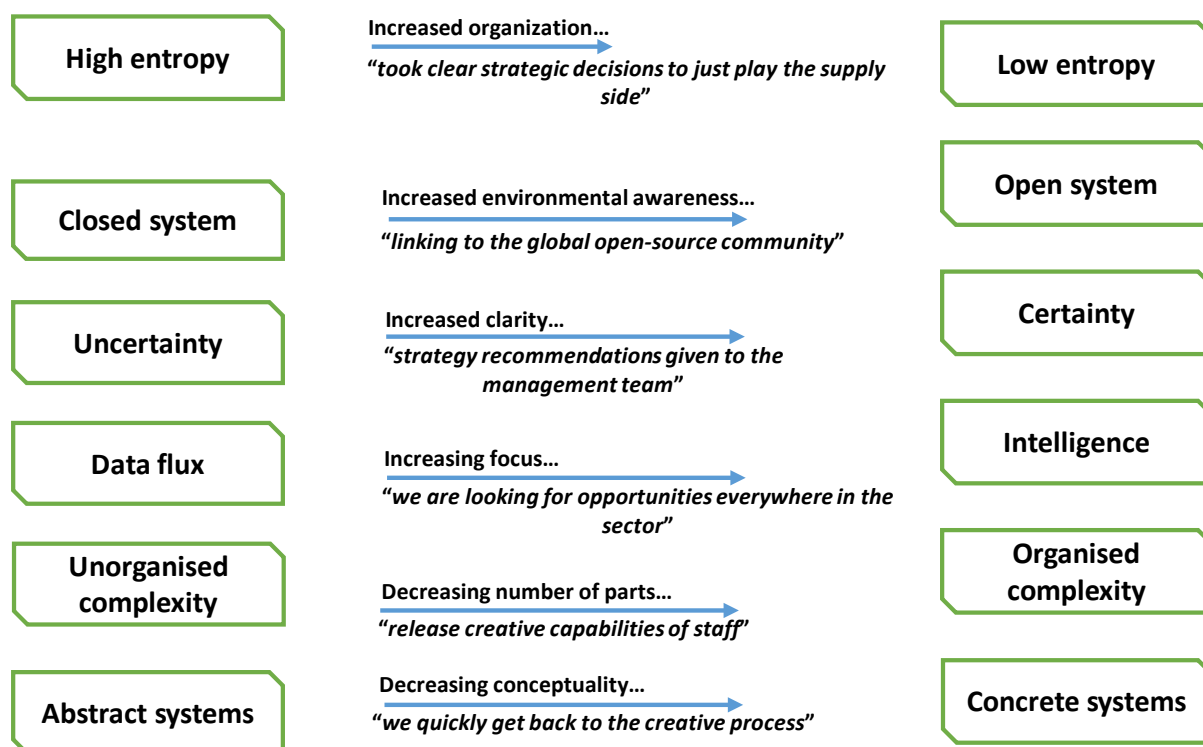 High entropy
Increased organization…
“took clear strategic decisions to just play the supply
side”
Low entropy
Closed system
Increased environmental awareness…
“linking to the global open-source community”
Open system
Uncertainty
Increased clarity…
“strategy recommendations given to the
management team”
Certainty
Data flux
Increasing focus…
“we are looking for opportunities everywhere in the
sector”
Intelligence
Unorganised
complexity
Decreasing number of parts…
“release creative capabilities of staff”
Organised
complexity
Abstract systems
Decreasing conceptuality…
“we quickly get back to the creative process”
Concrete systems